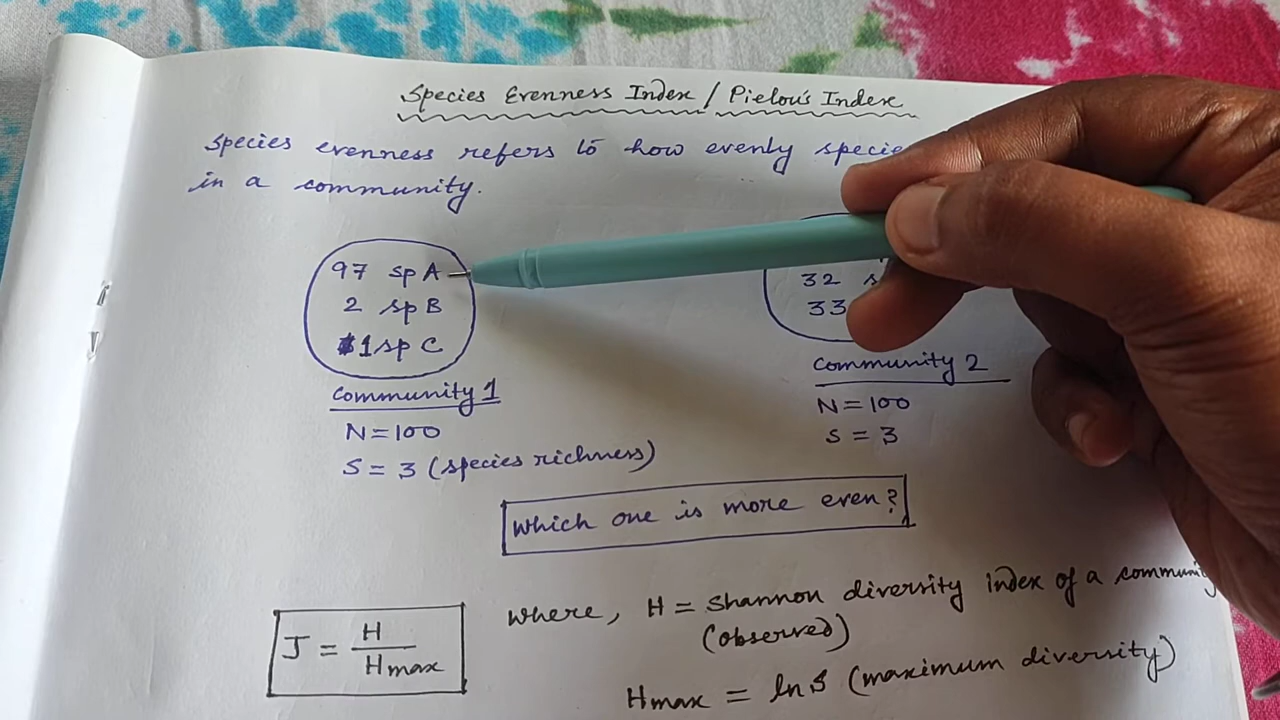 Species Evenness Index / Pielou's Index
Species evenness refers to how evenly
in a community.
97 sp A
2 sp B
1 sp C
Community 1
N = 100
S = 3 (species richness)
32
33
Community 2
N = 100
S = 3
Which one is more even?
J = H / Hmax
where, H = Shannon diversity index of a
(observed)
Hmax = ln S (maximum diversity)